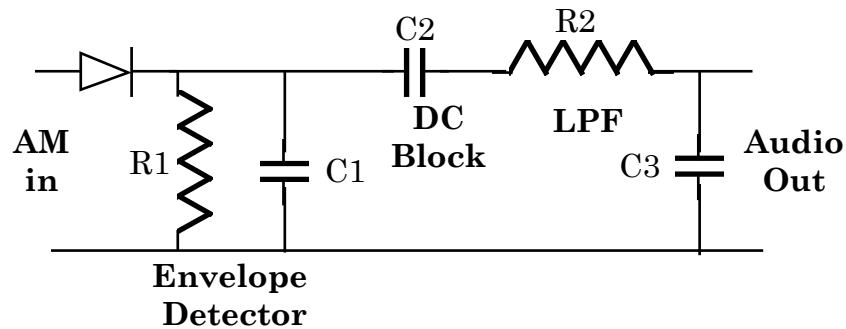 C2
R2
AM
in
R1
C1
DC
Block
LPF
C3
Audio
Out
Envelope
Detector